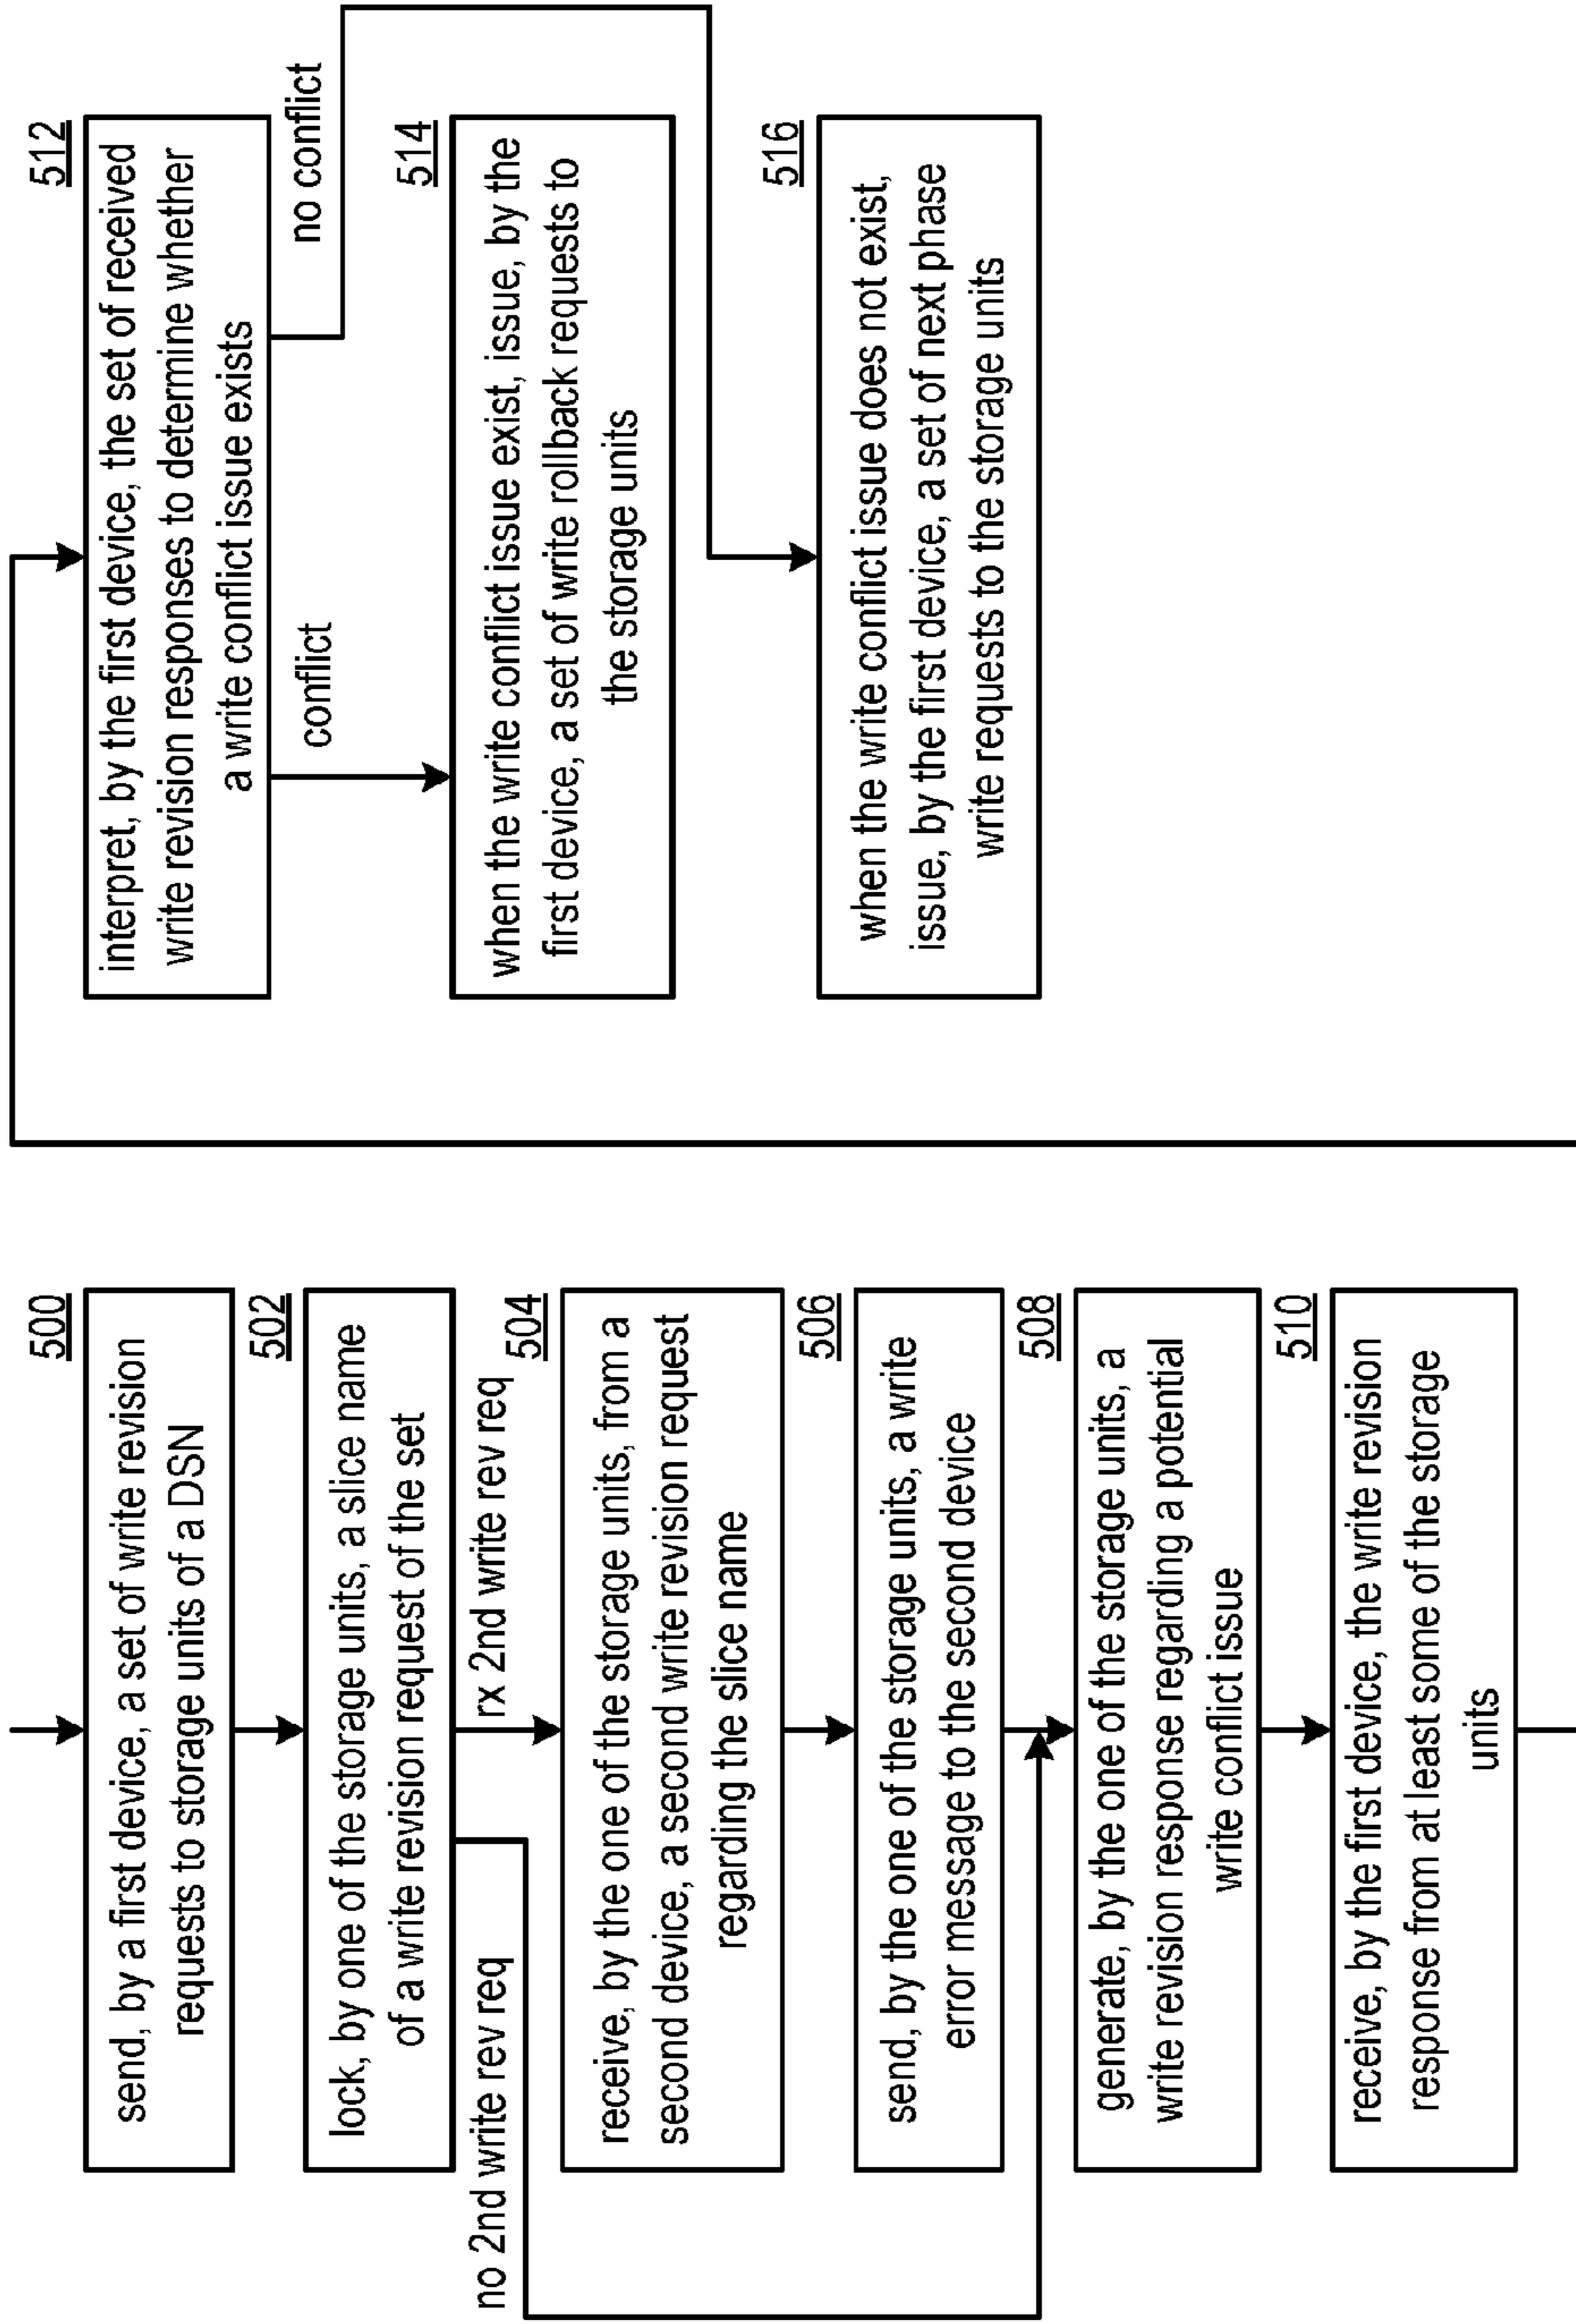 500
send, by a first device, a set of write revision
requests to storage units of a DSN
502
lock, by one of the storage units, a slice name
of a write revision request of the set
no 2nd write rev req
rx 2nd write rev req
504
receive, by the one of the storage units, from a
second device, a second write revision request
regarding the slice name
506
send, by the one of the storage units, a write
error message to the second device
508
generate, by the one of the storage units, a
write revision response regarding a potential
write conflict issue
510
receive, by the first device, the write revision
response from at least some of the storage
units
512
interpret, by the first device, the set of received
write revision responses to determine whether
a write conflict issue exists
conflict
no conflict
514
when the write conflict issue exist, issue, by the
first device, a set of write rollback requests to
the storage units
516
when the write conflict issue does not exist,
issue, by the first device, a set of next phase
write requests to the storage units